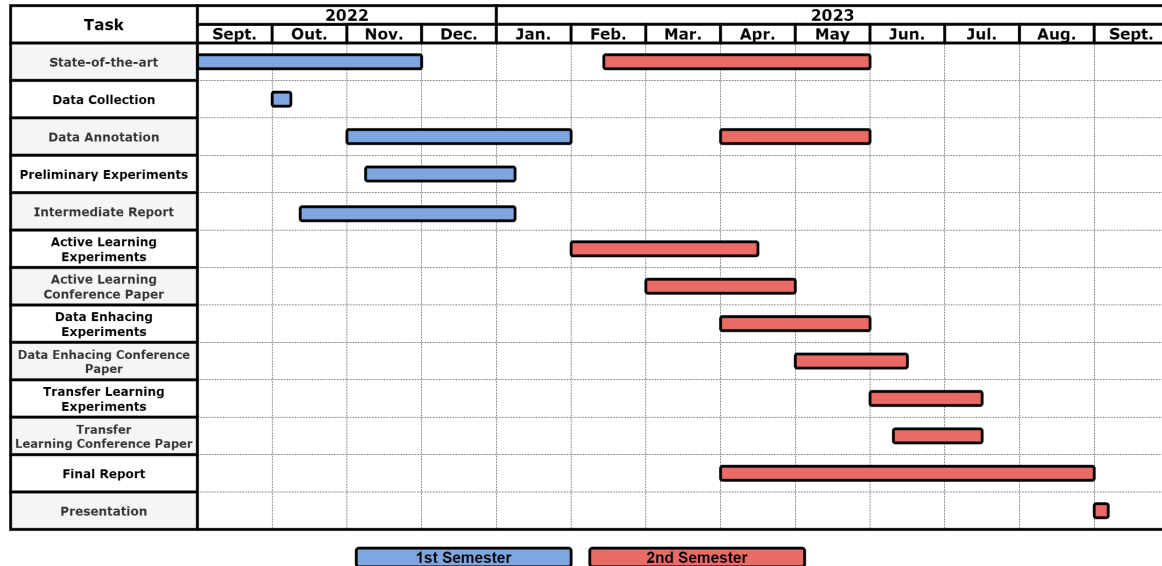 Task
2022
2023
Sept.
Out.
Nov.
Dec.
Jan.
Feb.
Mar.
Apr.
May
Jun.
Jul.
Aug.
Sept.
State-of-the-art
Data Collection
Data Annotation
Preliminary Experiments
Intermediate Report
Active Learning
Experiments
Active Learning
Conference Paper
Data Enhacing
Experiments
Data Enhacing Conference
Paper
Transfer Learning
Experiments
Transfer
Learning Conference Paper
Final Report
Presentation
1st Semester
2nd Semester